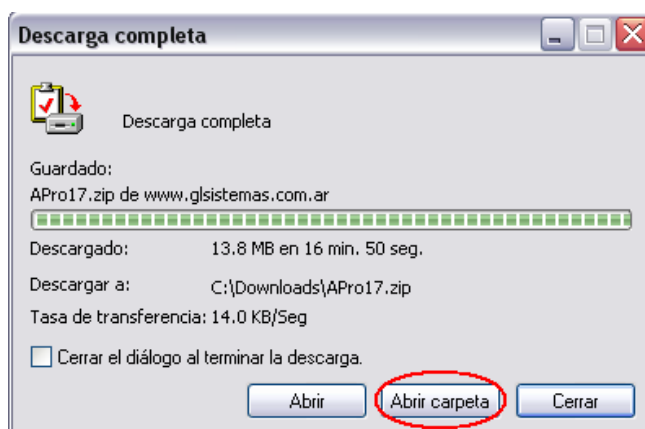 Descarga completa
Descarga completa
Guardado:
APro17.zip de www.glsistemas.com.ar
Descargado: 13.8 MB en 16 min. 50 seg.
Descargar a: C:\Downloads\APro17.zip
Tasa de transferencia: 14.0 KB/Seg
Cerrar el diálogo al terminar la descarga.
Abrir Abrir carpeta Cerrar